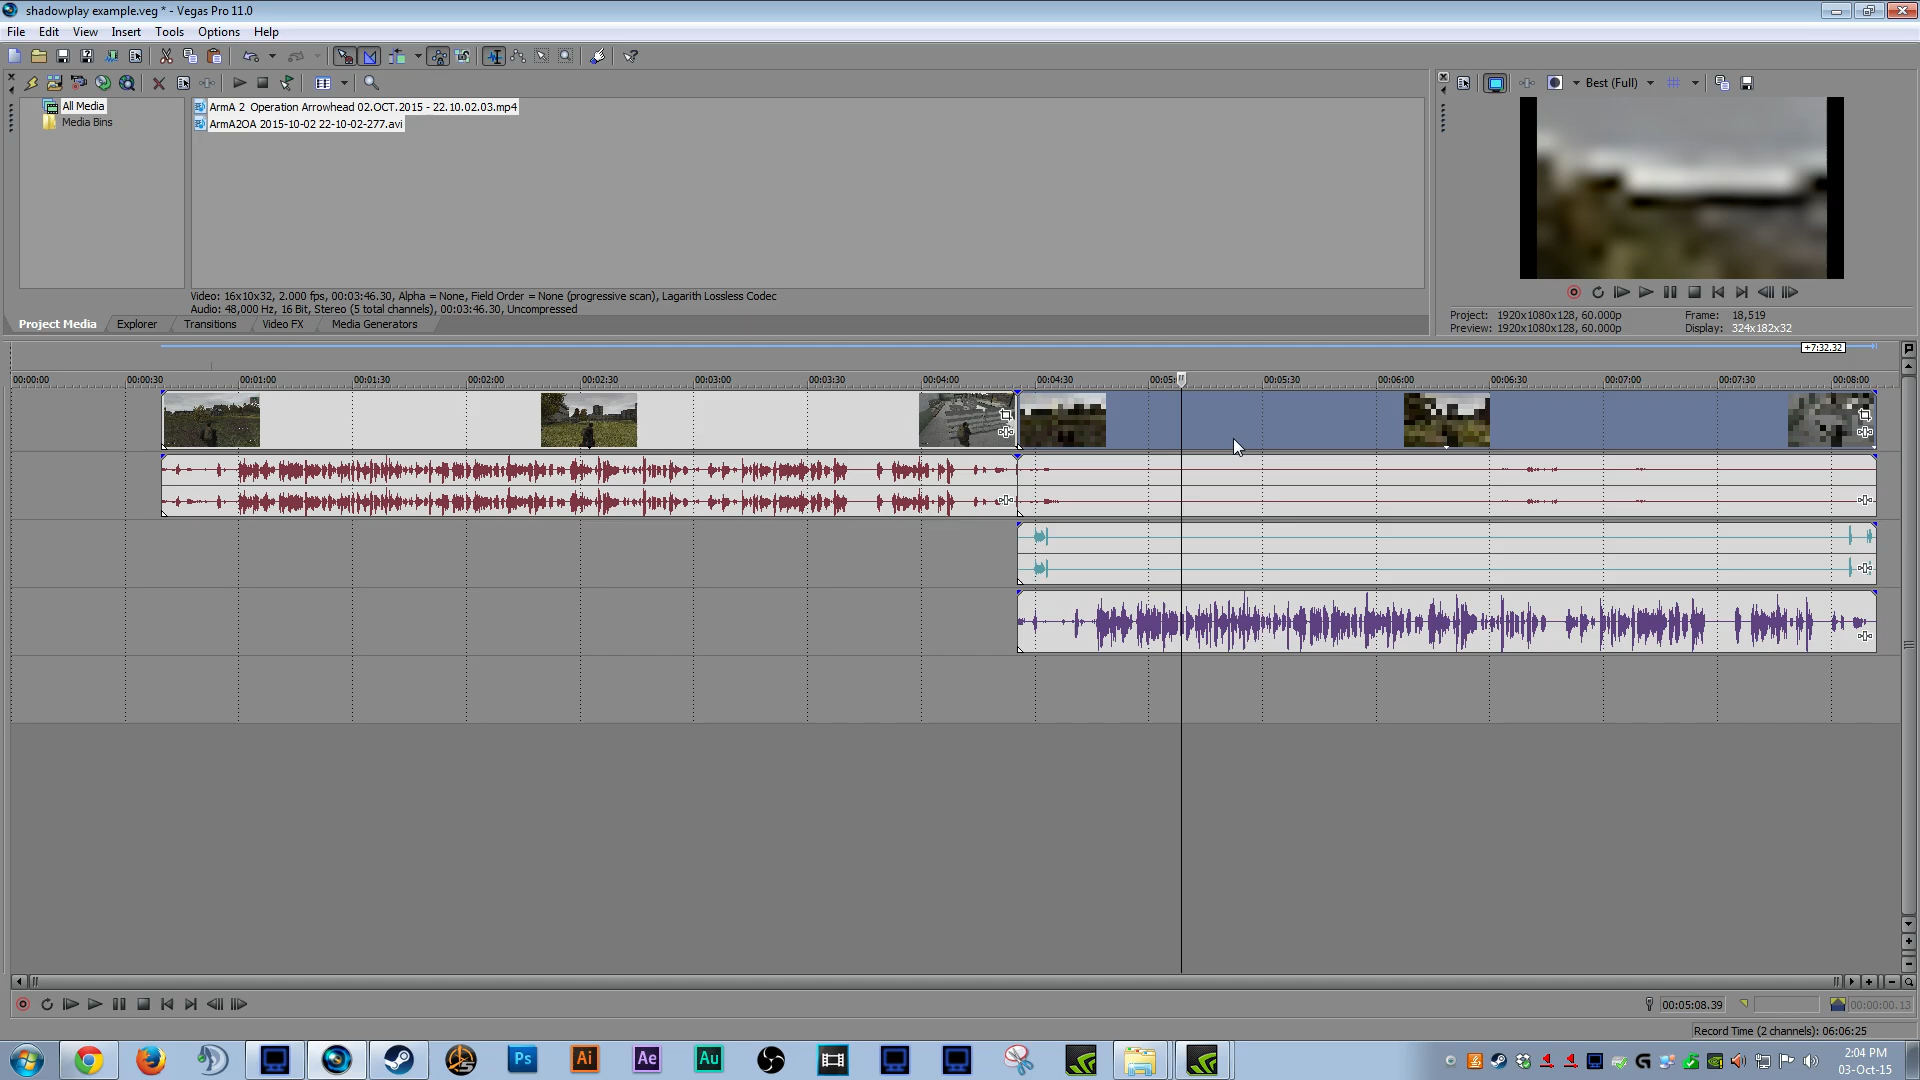 shadowplay example.veg * - Vegas Pro 11.0
File Edit View Insert Tools Options Help
All Media
Media Bins
ArmA 2 Operation Arrowhead 02.OCT.2015 - 22.10.02.03.mp4
ArmA2OA 2015-10-02 22-10-02-277.avi
Video: 16x10x32, 2.000 fps, 00:03:46.30, Alpha = None, Field Order = None (progressive scan), Lagarith Lossless Codec
Audio: 48,000 Hz, 16 Bit, Stereo (5 total channels), 00:03:46.30, Uncompressed
Project Media Explorer Transitions Video FX Media Generators
Best (Full)
Project: 1920x1080x128, 60.000p Frame: 18,519
Preview: 1920x1080x128, 60.000p Display: 324x182x32
+7:32.32
00:00:00 00:00:30 00:01:00 00:01:30 00:02:00 00:02:30 00:03:00 00:03:30 00:04:00 00:04:30 00:05: 00:05:30 00:06:00 00:06:30 00:07:00 00:07:30 00:08:00
00:05:08.39 00:00:00.13
Record Time (2 channels): 06:06:25
Ps Ai Ae Au
2:04 PM
03-Oct-15